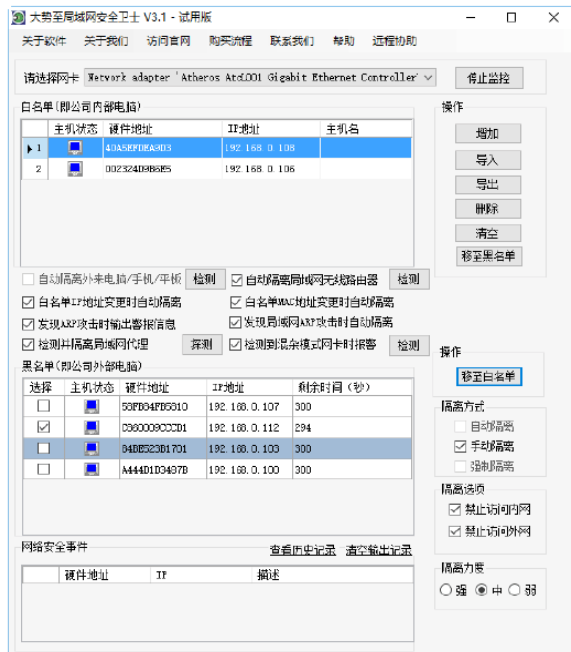 大势至局域网安全卫士 V3.1 - 试用版
关于软件 关于我们 访问官网 购买流程 联系我们 帮助 远程协助
请选择网卡 Network adapter 'Atheros AtcL001 Gigabit Ethernet Controller' 停止监控
白名单(即公司内部电脑) 操作
主机状态 硬件地址 IP地址 主机名
1 40A5EFDEA9D3 192.168.0.108
2 002324D9B6E5 192.168.0.106
增加
导入
导出
删除
清空
移至黑名单
自动隔离外来电脑/手机/平板 检测 自动隔离局域网无线路由器 检测
白名单IP地址变更时自动隔离 白名单MAC地址变更时自动隔离
发现ARP攻击时输出警报信息 发现局域网ARP攻击时自动隔离
检测并隔离局域网代理 探测 检测到混杂模式网卡时报警 检测
黑名单(即公司外部电脑) 操作
选择 主机状态 硬件地址 IP地址 剩余时间(秒)
192.168.0.107 300
192.168.0.112 294
84BE523B1701 192.168.0.103 300
A444D1D3497B 192.168.0.100 300
移至白名单
隔离方式
自动隔离
手动隔离
强制隔离
隔离选项
禁止访问内网
禁止访问外网
网络安全事件 查看历史记录 清空输出记录
硬件地址 IP 描述
隔离力度
强 中 弱